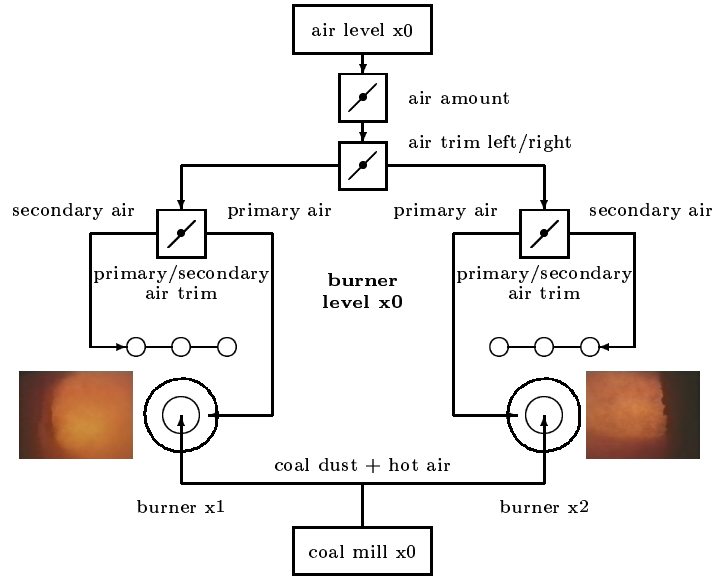 air level x0
air amount
air trim left/right
secondary air
primary air
primary air
secondary air
primary/secondary
air trim
burner
level x0
primary/secondary
air trim
coal dust + hot air
burner x1
burner x2
coal mill x0